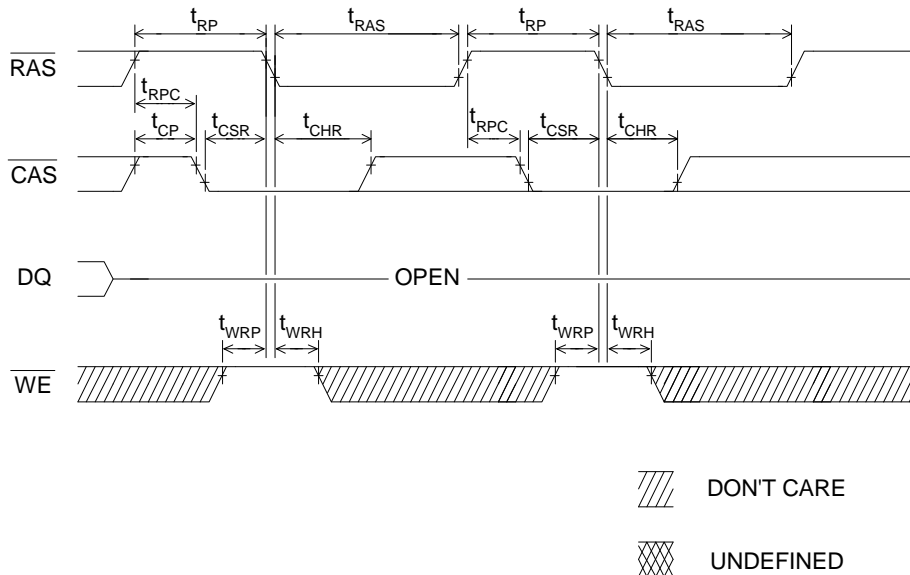 tRP tRAS tRP tRAS
RAS
tRPC
tCP tCSR tCHR tRPC tCSR tCHR
CAS
DQ OPEN
tWRP tWRH tWRP tWRH
WE
DON'T CARE
UNDEFINED